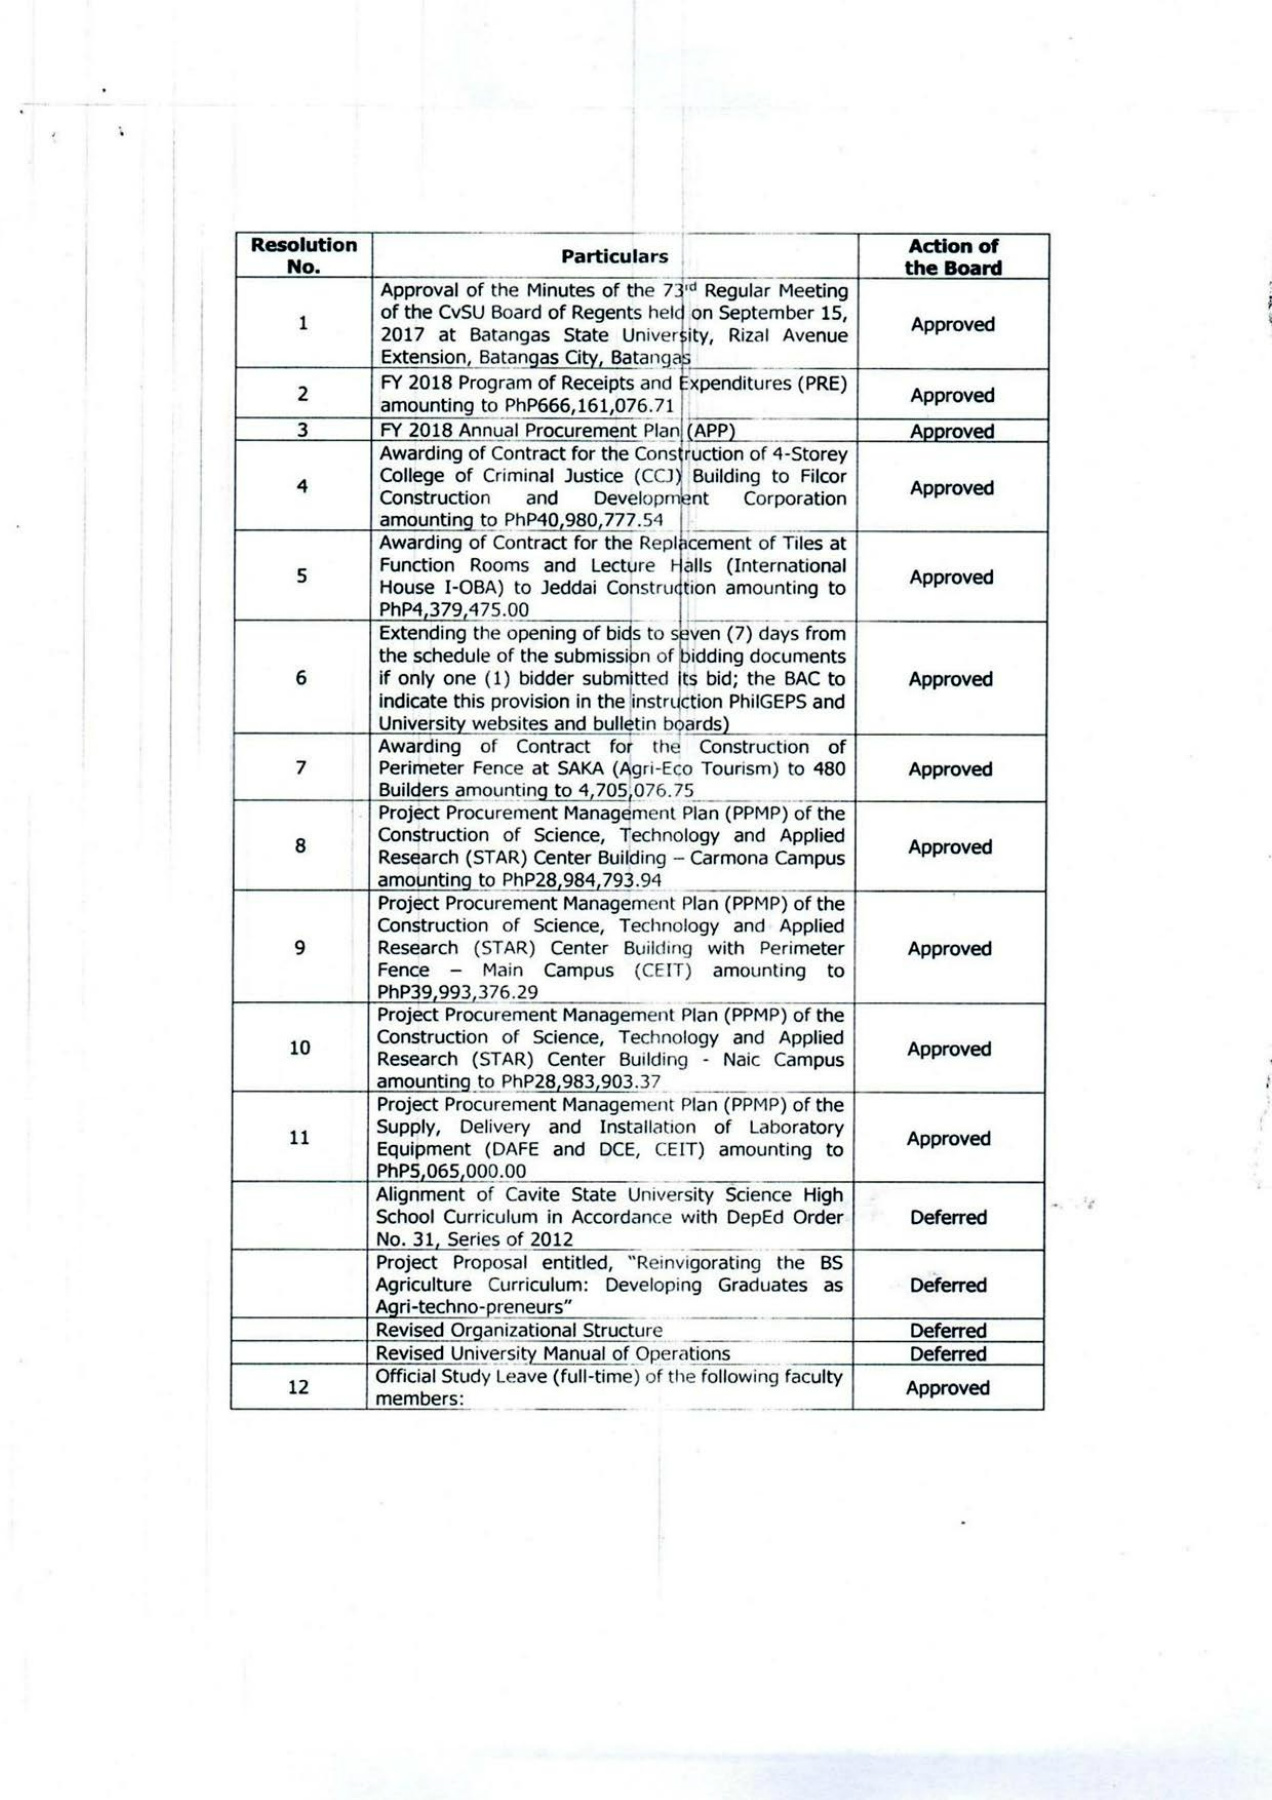 Resolution No.
Particulars
Action of the Board
1
Approval of the Minutes of the 73rd Regular Meeting
of the CvSU Board of Regents held on September 15,
2017 at Batangas State University, Rizal Avenue
Extension, Batangas City, Batangas
Approved
2
FY 2018 Program of Receipts and Expenditures (PRE)
amounting to PhP666,161,076.71
Approved
3
FY 2018 Annual Procurement Plan (APP)
Approved
4
Awarding of Contract for the Construction of 4-Storey
College of Criminal Justice (CCJ) Building to Filcor
Construction and Development Corporation
amounting to PhP40,980,777.54
Approved
5
Awarding of Contract for the Replacement of Tiles at
Function Rooms and Lecture Halls (International
House I-OBA) to Jeddai Construction amounting to
PhP4,379,475.00
Approved
6
Extending the opening of bids to seven (7) days from
the schedule of the submission of bidding documents
if only one (1) bidder submitted its bid; the BAC to
indicate this provision in the instruction PhilGEPS and
University websites and bulletin boards)
Approved
7
Awarding of Contract for the Construction of
Perimeter Fence at SAKA (Agri-Eco Tourism) to 480
Builders amounting to 4,705,076.75
Approved
8
Project Procurement Management Plan (PPMP) of the
Construction of Science, Technology and Applied
Research (STAR) Center Building – Carmona Campus
amounting to PhP28,984,793.94
Approved
9
Project Procurement Management Plan (PPMP) of the
Construction of Science, Technology and Applied
Research (STAR) Center Building with Perimeter
Fence – Main Campus (CEIT) amounting to
PhP39,993,376.29
Approved
10
Project Procurement Management Plan (PPMP) of the
Construction of Science, Technology and Applied
Research (STAR) Center Building - Naic Campus
amounting to PhP28,983,903.37
Approved
11
Project Procurement Management Plan (PPMP) of the
Supply, Delivery and Installation of Laboratory
Equipment (DAFE and DCE, CEIT) amounting to
PhP5,065,000.00
Approved
Alignment of Cavite State University Science High
School Curriculum in Accordance with DepEd Order
No. 31, Series of 2012
Deferred
Project Proposal entitled, "Reinvigorating the BS
Agriculture Curriculum: Developing Graduates as
Agri-techno-preneurs"
Deferred
Revised Organizational Structure
Deferred
Revised University Manual of Operations
Deferred
12
Official Study Leave (full-time) of the following faculty
members:
Approved